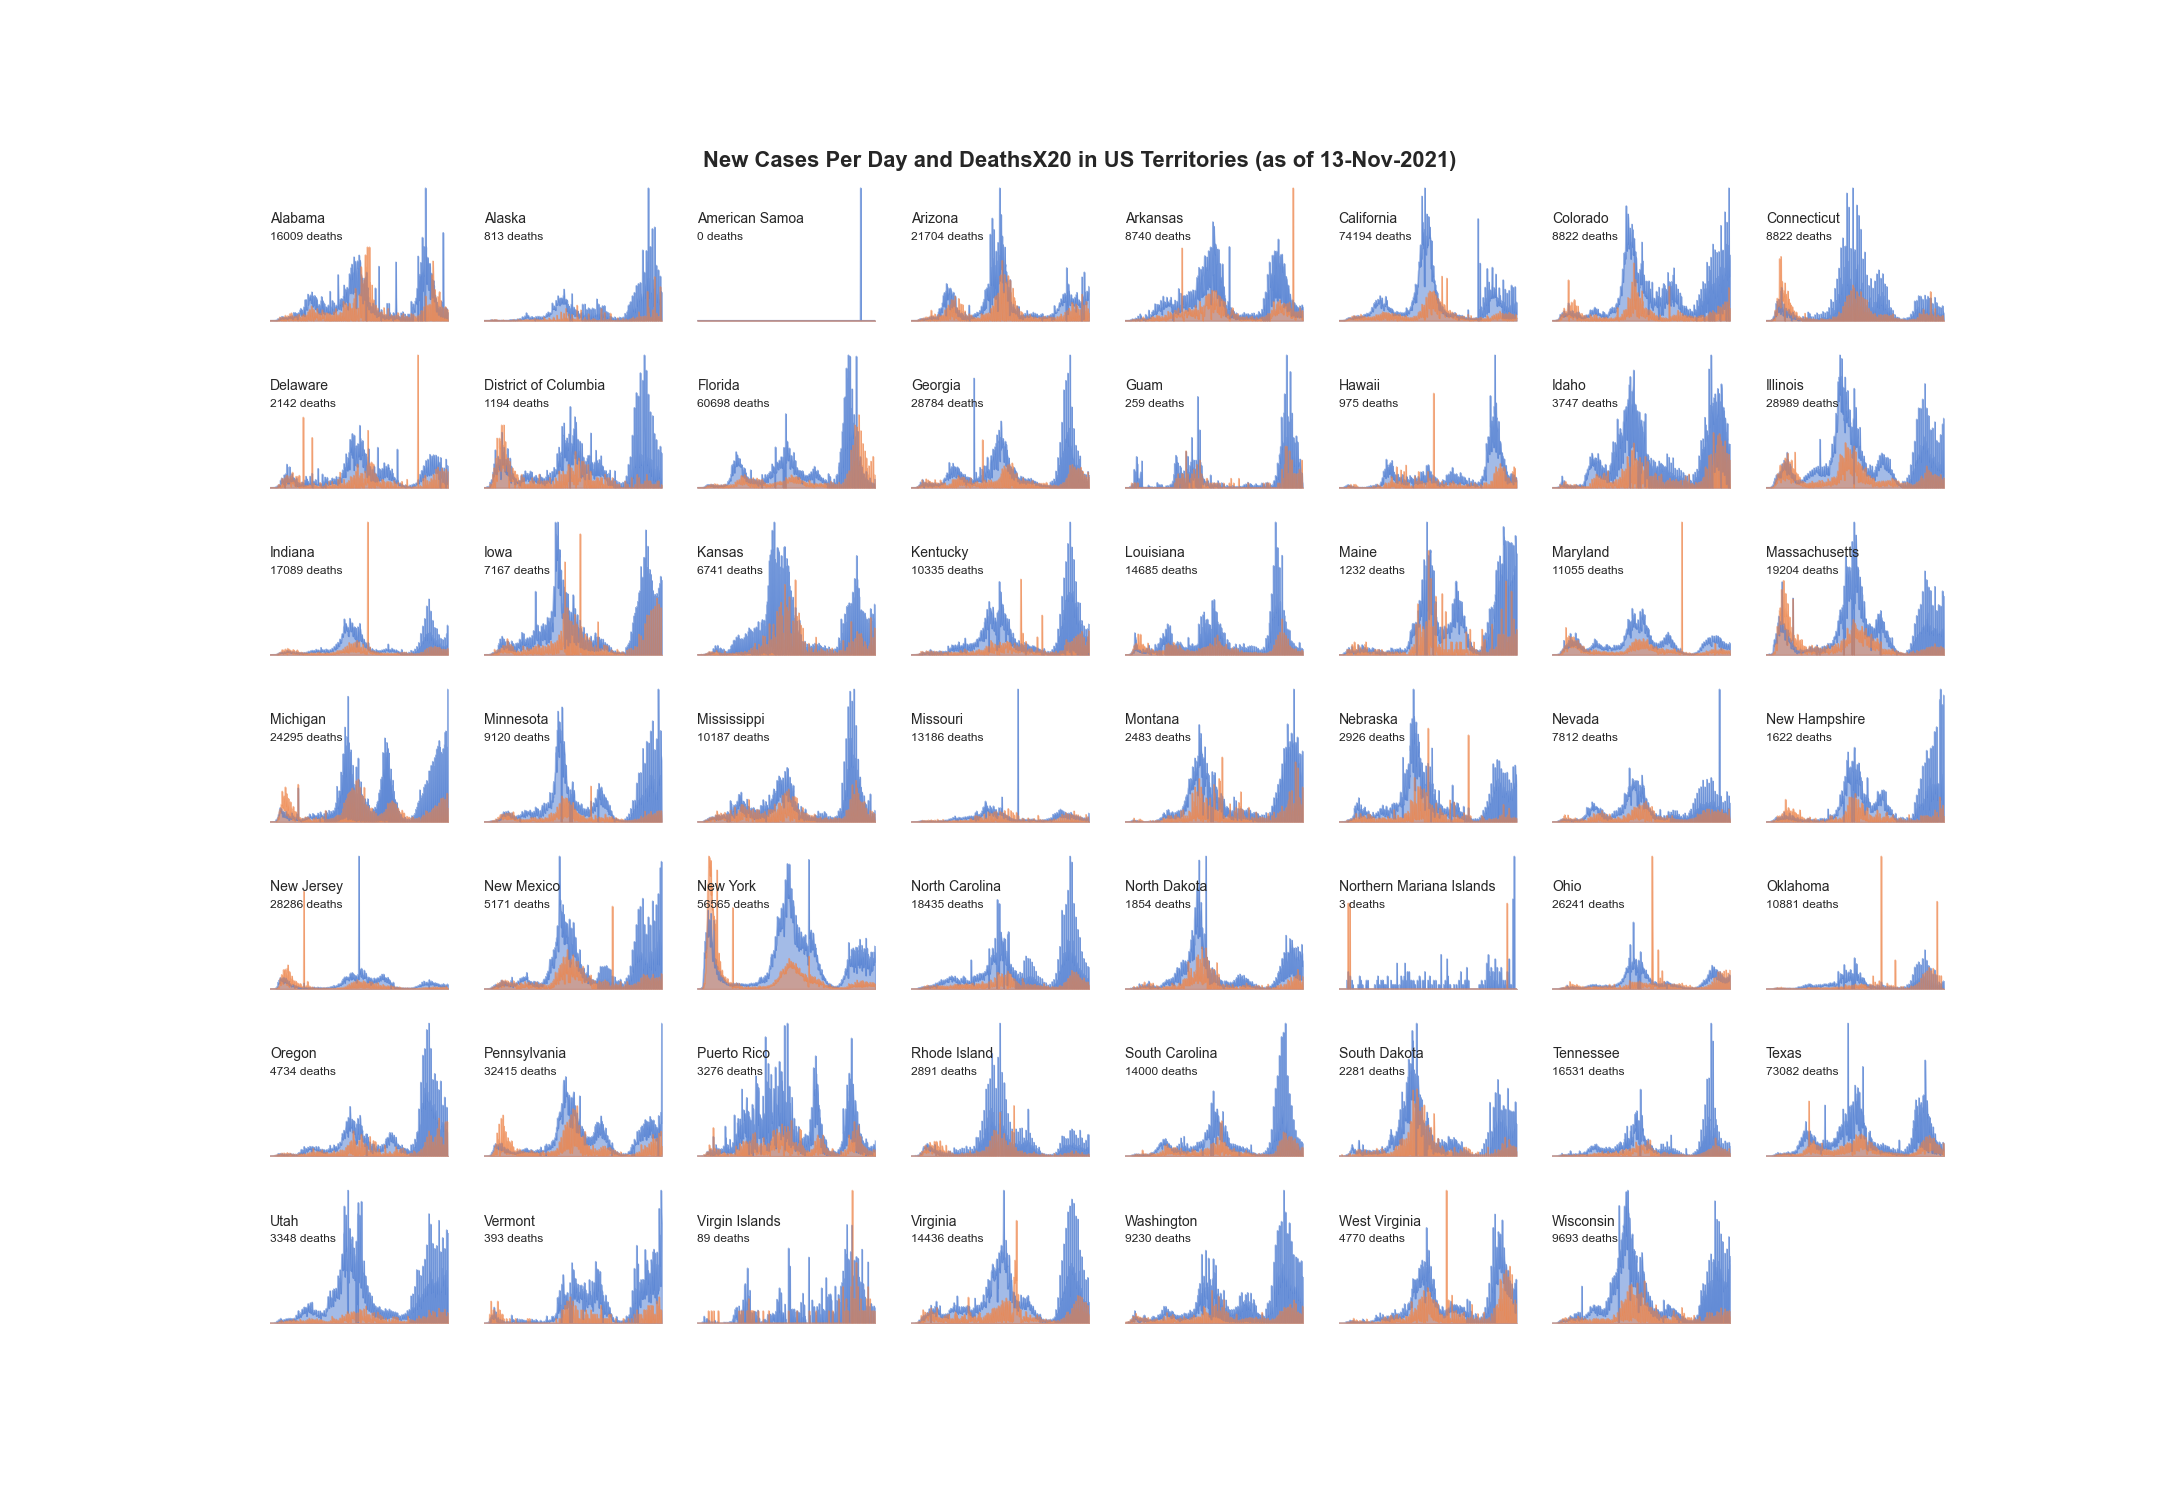 New Cases Per Day and DeathsX20 in US Territories (as of 13-Nov-2021)
Alabama
16009 deaths
Alaska
813 deaths
American Samoa
0 deaths
Arizona
21704 deaths
Arkansas
8740 deaths
California
74194 deaths
Colorado
8822 deaths
Connecticut
8822 deaths
Delaware
2142 deaths
District of Columbia
1194 deaths
Florida
60698 deaths
Georgia
28784 deaths
Guam
259 deaths
Hawaii
975 deaths
Idaho
3747 deaths
Illinois
28989 deaths
Indiana
17089 deaths
Iowa
7167 deaths
Kansas
6741 deaths
Kentucky
10335 deaths
Louisiana
14685 deaths
Maine
1232 deaths
Maryland
11055 deaths
Massachusetts
19204 deaths
Michigan
24295 deaths
Minnesota
9120 deaths
Mississippi
10187 deaths
Missouri
13186 deaths
Montana
2483 deaths
Nebraska
2926 deaths
Nevada
7812 deaths
New Hampshire
1622 deaths
New Jersey
28286 deaths
New Mexico
5171 deaths
New York
56565 deaths
North Carolina
18435 deaths
North Dakota
1854 deaths
Northern Mariana Islands
3 deaths
Ohio
26241 deaths
Oklahoma
10881 deaths
Oregon
4734 deaths
Pennsylvania
32415 deaths
Puerto Rico
3276 deaths
Rhode Island
2891 deaths
South Carolina
14000 deaths
South Dakota
2281 deaths
Tennessee
16531 deaths
Texas
73082 deaths
Utah
3348 deaths
Vermont
393 deaths
Virgin Islands
89 deaths
Virginia
14436 deaths
Washington
9230 deaths
West Virginia
4770 deaths
Wisconsin
9693 deaths